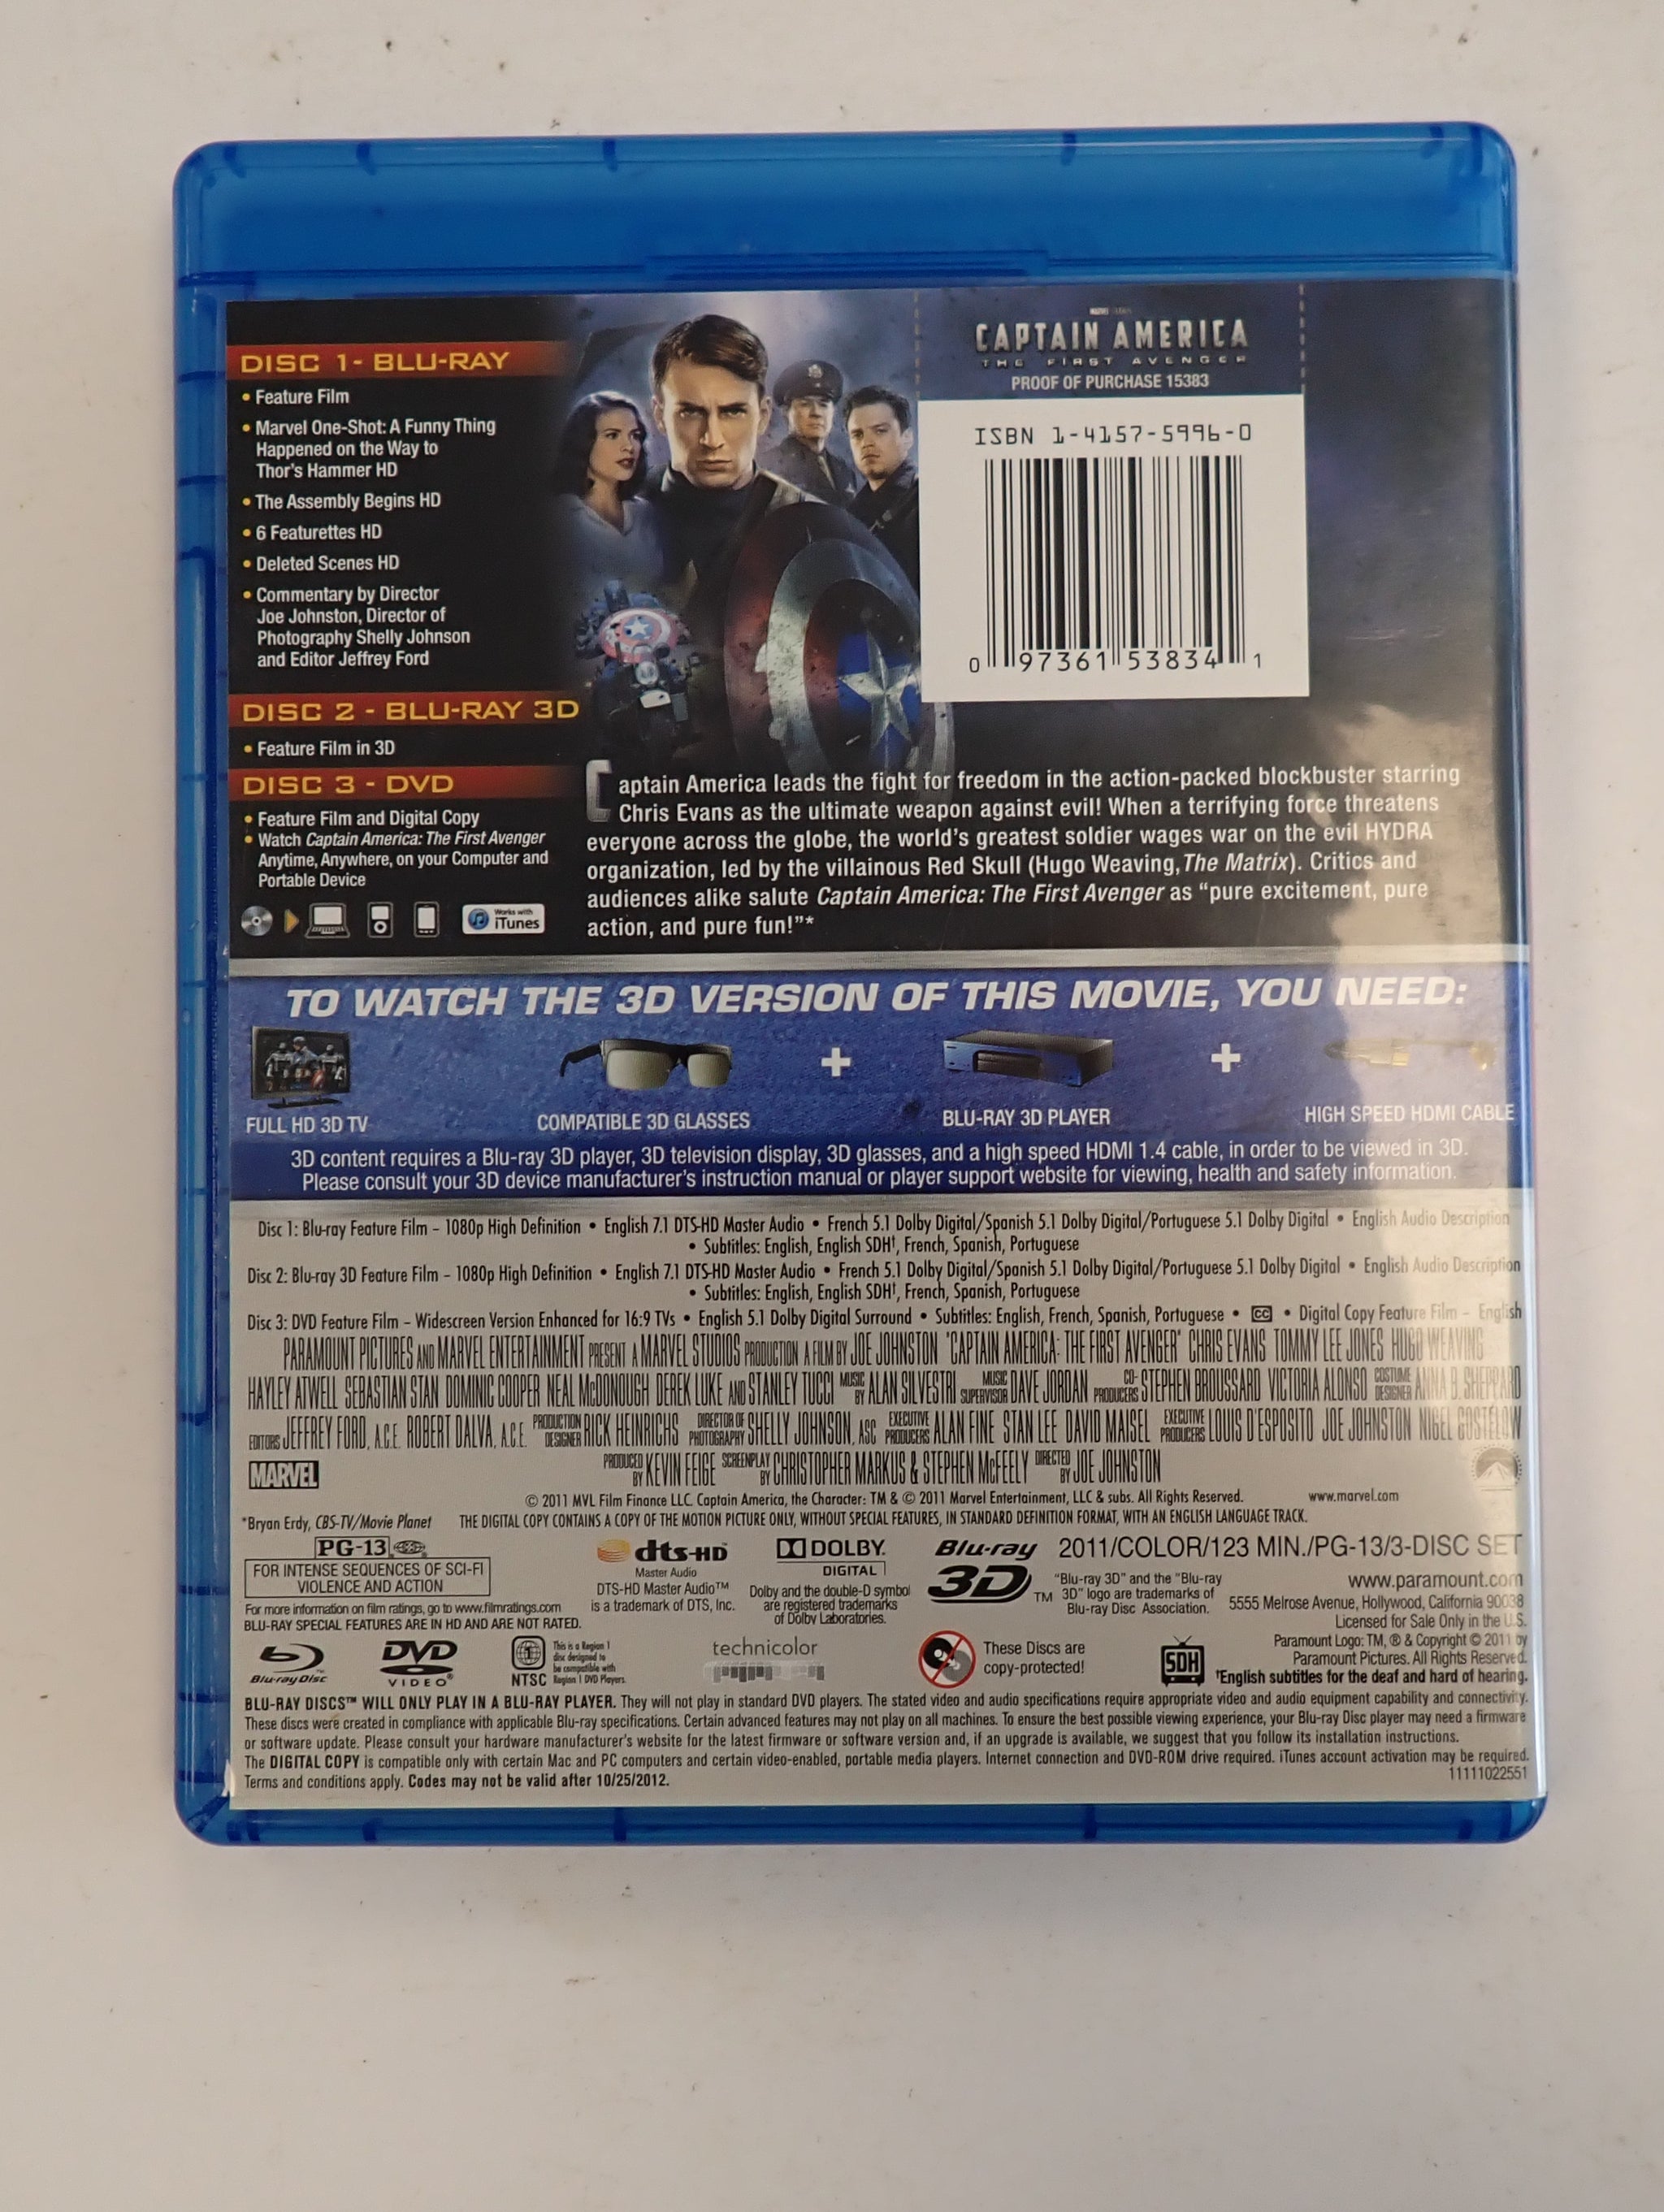 DISC 1 - BLU-RAY
• Feature Film
• Marvel One-Shot: A Funny Thing
Happened on the Way to
Thor's Hammer HD
• The Assembly Begins HD
• 6 Featurettes HD
• Deleted Scenes HD
• Commentary by Director
Joe Johnston, Director of
Photography Shelly Johnson
and Editor Jeffrey Ford
DISC 2 - BLU-RAY 3D
• Feature Film in 3D
DISC 3 - DVD
• Feature Film and Digital Copy
• Watch Captain America: The First Avenger
Anytime, Anywhere, on your Computer and
Portable Device
Works with
iTunes
CAPTAIN AMERICA
THE FIRST AVENGER
PROOF OF PURCHASE 15383
ISBN 1-4157-5996-0
0 97361 53834 1
Captain America leads the fight for freedom in the action-packed blockbuster starring
Chris Evans as the ultimate weapon against evil! When a terrifying force threatens
everyone across the globe, the world's greatest soldier wages war on the evil HYDRA
organization, led by the villainous Red Skull (Hugo Weaving, The Matrix). Critics and
audiences alike salute Captain America: The First Avenger as “pure excitement, pure
action, and pure fun!”*
TO WATCH THE 3D VERSION OF THIS MOVIE, YOU NEED:
+ +
FULL HD 3D TV COMPATIBLE 3D GLASSES BLU-RAY 3D PLAYER HIGH SPEED HDMI CABLE
3D content requires a Blu-ray 3D player, 3D television display, 3D glasses, and a high speed HDMI 1.4 cable, in order to be viewed in 3D.
Please consult your 3D device manufacturer's instruction manual or player support website for viewing, health and safety information.
Disc 1: Blu-ray Feature Film – 1080p High Definition • English 7.1 DTS-HD Master Audio • French 5.1 Dolby Digital/Spanish 5.1 Dolby Digital/Portuguese 5.1 Dolby Digital • English Audio Description
• Subtitles: English, English SDH†, French, Spanish, Portuguese
Disc 2: Blu-ray 3D Feature Film – 1080p High Definition • English 7.1 DTS-HD Master Audio • French 5.1 Dolby Digital/Spanish 5.1 Dolby Digital/Portuguese 5.1 Dolby Digital • English Audio Description
• Subtitles: English, English SDH†, French, Spanish, Portuguese
Disc 3: DVD Feature Film – Widescreen Version Enhanced for 16:9 TVs • English 5.1 Dolby Digital Surround • Subtitles: English, French, Spanish, Portuguese • CC • Digital Copy Feature Film – English
PARAMOUNT PICTURES AND MARVEL ENTERTAINMENT PRESENT A MARVEL STUDIOS PRODUCTION A FILM BY JOE JOHNSTON "CAPTAIN AMERICA: THE FIRST AVENGER" CHRIS EVANS TOMMY LEE JONES HUGO WEAVING
HAYLEY ATWELL SEBASTIAN STAN DOMINIC COOPER NEAL McDONOUGH DEREK LUKE AND STANLEY TUCCI MUSIC BY ALAN SILVESTRI MUSIC SUPERVISOR DAVE JORDAN CO-PRODUCERS STEPHEN BROUSSARD VICTORIA ALONSO COSTUME DESIGNER ANNA B. SHEPPARD
EDITORS JEFFREY FORD, A.C.E. ROBERT DALVA, A.C.E. PRODUCTION DESIGNER RICK HEINRICHS DIRECTOR OF PHOTOGRAPHY SHELLY JOHNSON, ASC EXECUTIVE PRODUCERS ALAN FINE STAN LEE DAVID MAISEL EXECUTIVE PRODUCERS LOUIS D'ESPOSITO JOE JOHNSTON NIGEL GOSTELOW
PRODUCED BY KEVIN FEIGE SCREENPLAY BY CHRISTOPHER MARKUS & STEPHEN McFEELY DIRECTED BY JOE JOHNSTON
MARVEL
© 2011 MVL Film Finance LLC. Captain America, the Character: TM & © 2011 Marvel Entertainment, LLC & subs. All Rights Reserved. www.marvel.com
*Bryan Erdy, CBS-TV/Movie Planet THE DIGITAL COPY CONTAINS A COPY OF THE MOTION PICTURE ONLY, WITHOUT SPECIAL FEATURES, IN STANDARD DEFINITION FORMAT, WITH AN ENGLISH LANGUAGE TRACK.
PG-13
FOR INTENSE SEQUENCES OF SCI-FI
VIOLENCE AND ACTION
For more information on film ratings, go to www.filmratings.com
BLU-RAY SPECIAL FEATURES ARE IN HD AND ARE NOT RATED.
dts-HD
Master Audio
DTS-HD Master Audio™
is a trademark of DTS, Inc.
DOLBY
DIGITAL
Dolby and the double-D symbol
are registered trademarks
of Dolby Laboratories.
Blu-ray
3D™
“Blu-ray 3D” and the “Blu-ray
3D” logo are trademarks of
Blu-ray Disc Association.
2011/COLOR/123 MIN./PG-13/3-DISC SET
www.paramount.com
5555 Melrose Avenue, Hollywood, California 90038
Licensed for Sale Only in the U.S.
Paramount Logo: TM, ® & Copyright © 2011 by
Paramount Pictures. All Rights Reserved.
†English subtitles for the deaf and hard of hearing.
Blu-ray Disc
DVD
VIDEO
1
NTSC
This is a Region 1
disc designed to
be compatible with
Region 1 DVD Players.
technicolor
These Discs are
copy-protected!
SDH
BLU-RAY DISCS™ WILL ONLY PLAY IN A BLU-RAY PLAYER. They will not play in standard DVD players. The stated video and audio specifications require appropriate video and audio equipment capability and connectivity.
These discs were created in compliance with applicable Blu-ray specifications. Certain advanced features may not play on all machines. To ensure the best possible viewing experience, your Blu-ray Disc player may need a firmware
or software update. Please consult your hardware manufacturer's website for the latest firmware or software version and, if an upgrade is available, we suggest that you follow its installation instructions.
The DIGITAL COPY is compatible only with certain Mac and PC computers and certain video-enabled, portable media players. Internet connection and DVD-ROM drive required. iTunes account activation may be required.
Terms and conditions apply. Codes may not be valid after 10/25/2012.
11111022551